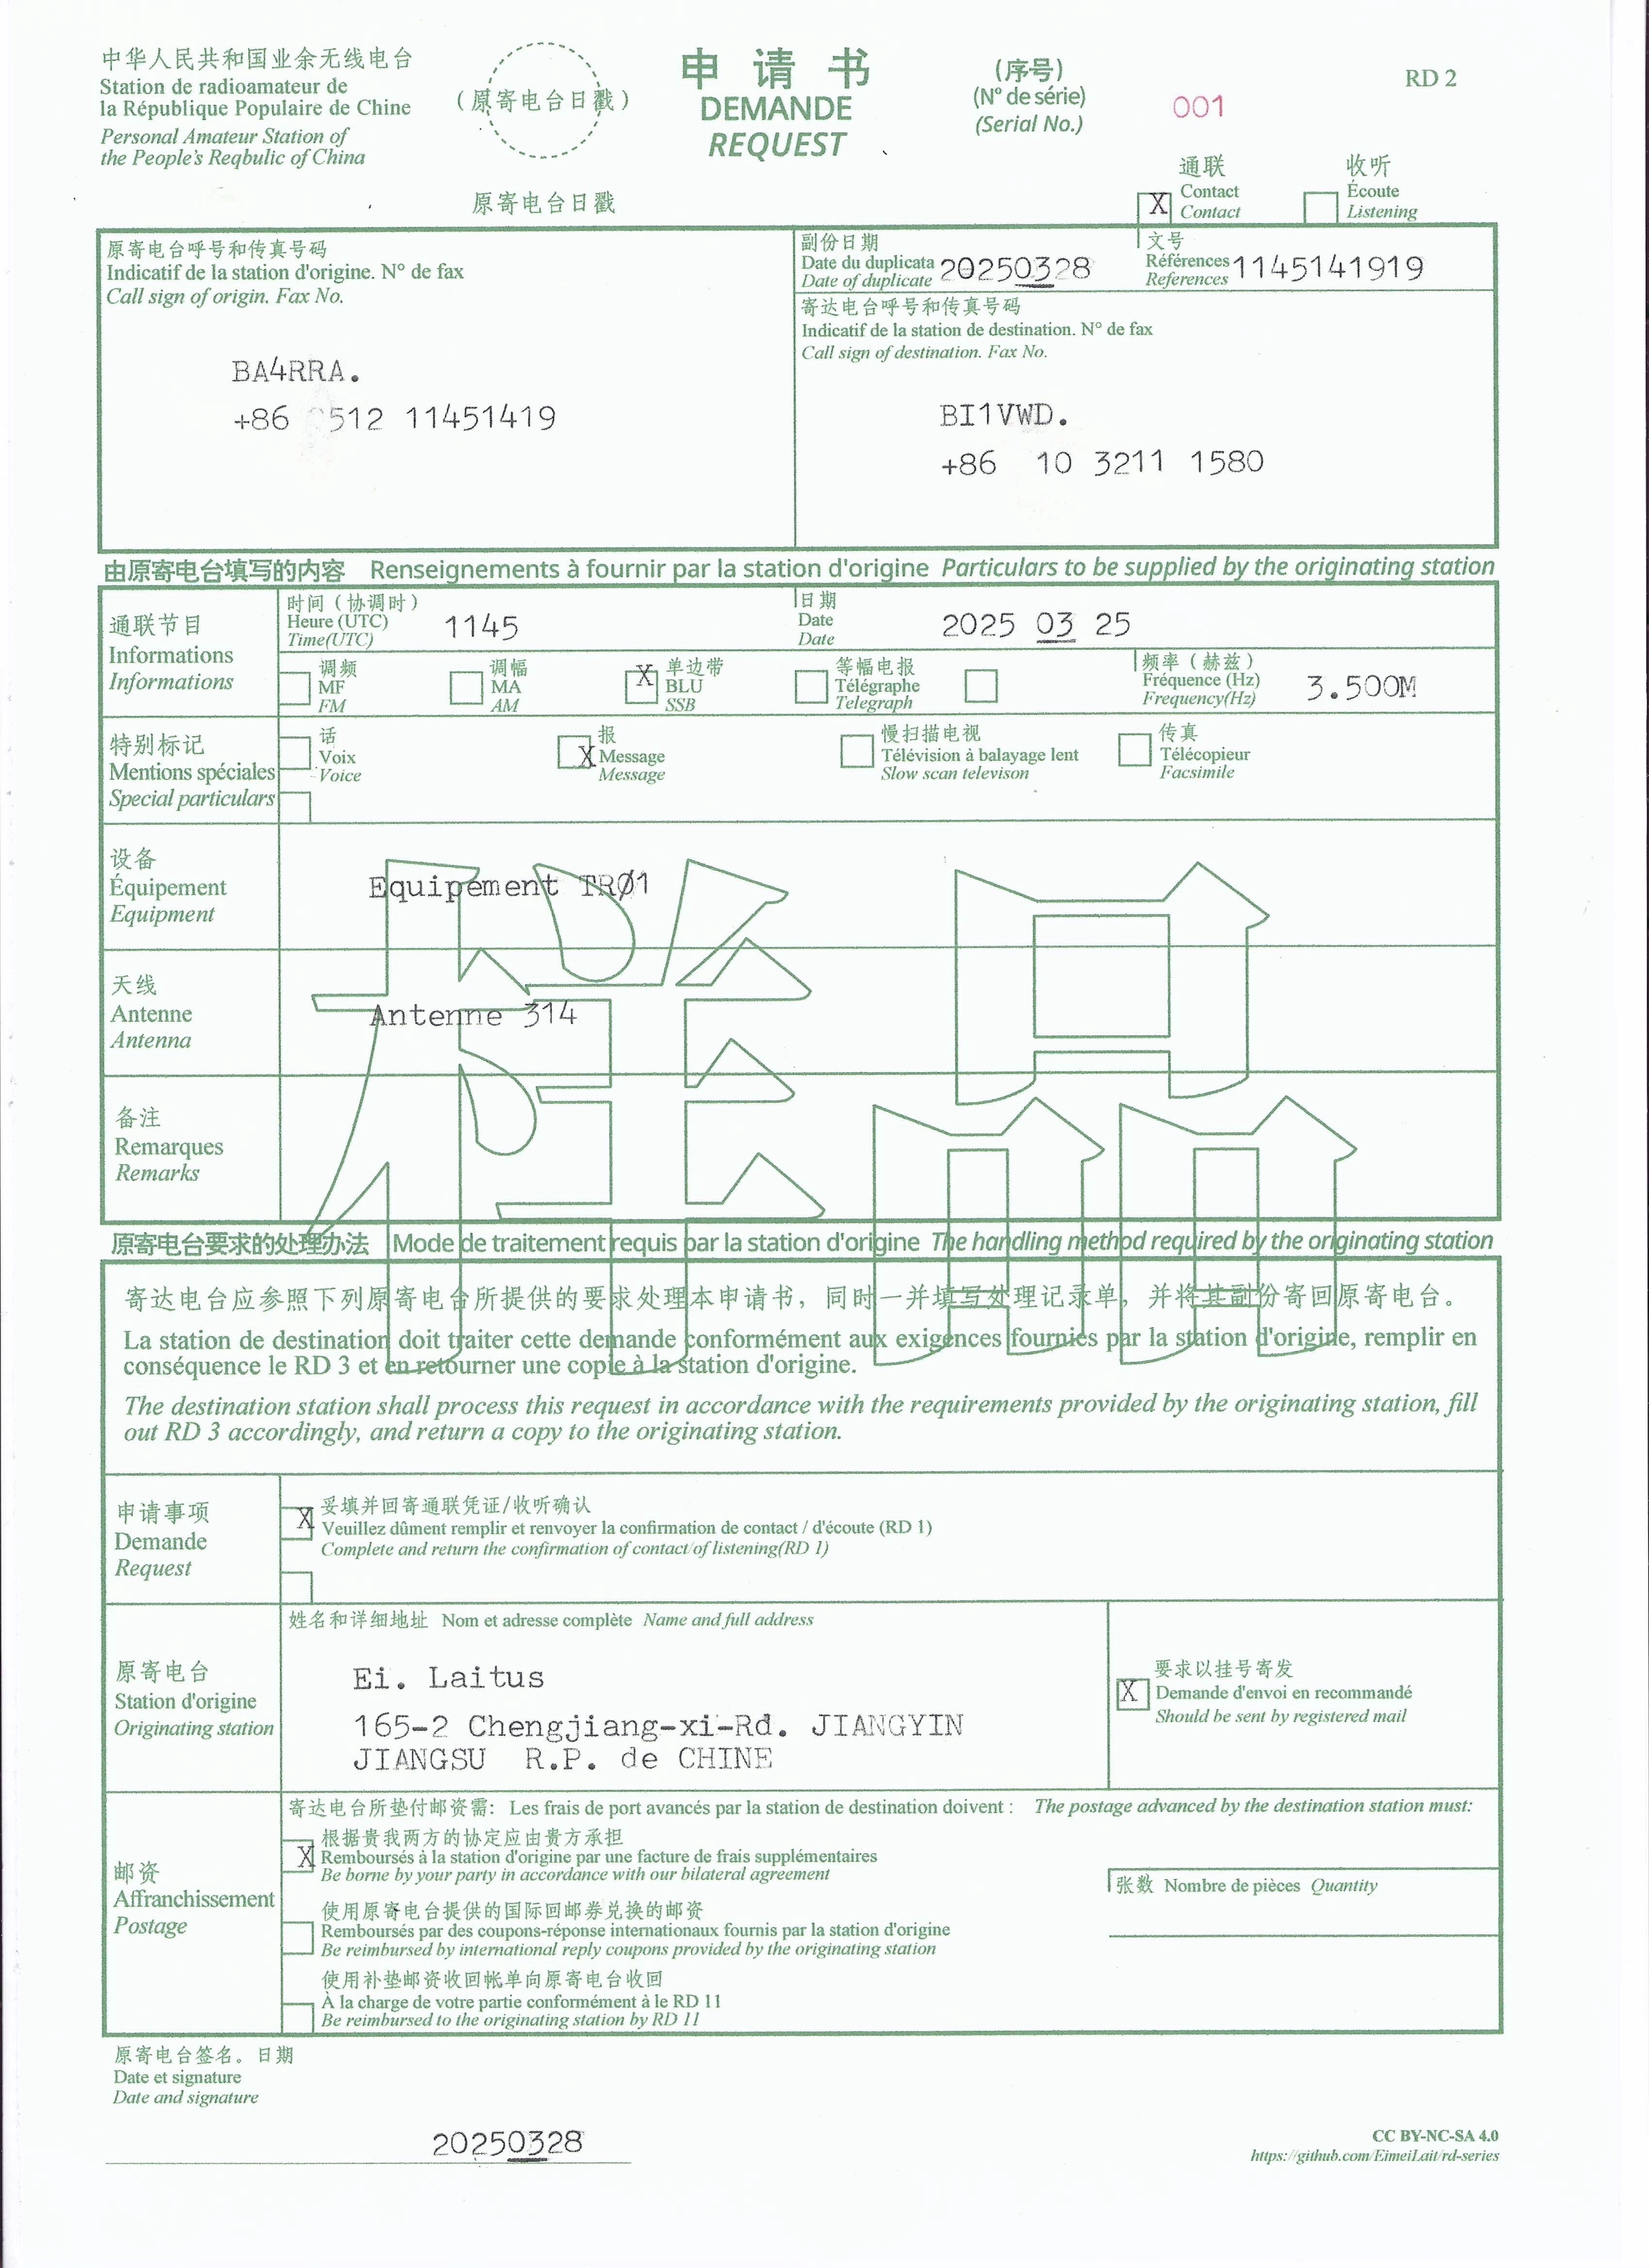 中华人民共和国业余无线电台
Station de radioamateur de
la République Populaire de Chine
Personal Amateur Station of
the People's Reqbulic of China
(原寄电台日戳)
原寄电台日戳
申请书
DEMANDE
REQUEST
(序号)
(N° de série)
(Serial No.)
001
RD 2
通联
Contact
Contact
X
收听
Écoute
Listening
原寄电台呼号和传真号码
Indicatif de la station d'origine. N° de fax
Call sign of origin. Fax No.
BA4RRA.
+86 0512 11451419
副份日期
Date du duplicata
Date of duplicate
20250328
文号
Références
References
1145141919
寄达电台呼号和传真号码
Indicatif de la station de destination. N° de fax
Call sign of destination. Fax No.
BI1VWD.
+86 10 3211 1580
由原寄电台填写的内容 Renseignements à fournir par la station d'origine Particulars to be supplied by the originating station
通联节目
Informations
Informations
时间(协调时)
Heure (UTC)
Time(UTC)
1145
日期
Date
Date
2025 03 25
调频
MF
FM
调幅
MA
AM
X
单边带
BLU
SSB
等幅电报
Télégraphe
Telegraph
频率(赫兹)
Fréquence (Hz)
Frequency(Hz)
3.500M
特别标记
Mentions spéciales
Special particulars
话
Voix
Voice
X
报
Message
Message
慢扫描电视
Télévision à balayage lent
Slow scan televison
传真
Télécopieur
Facsimile
设备
Équipement
Equipment
Equipement TRØ1
天线
Antenne
Antenna
Antenne 314
备注
Remarques
Remarks
样品
原寄电台要求的处理办法 Mode de traitement requis par la station d'origine The handling method required by the originating station
寄达电台应参照下列原寄电台所提供的要求处理本申请书，同时一并填写处理记录单，并将其副份寄回原寄电台。
La station de destination doit traiter cette demande conformément aux exigences fournies par la station d'origine, remplir en
conséquence le RD 3 et en retourner une copie à la station d'origine.
The destination station shall process this request in accordance with the requirements provided by the originating station, fill
out RD 3 accordingly, and return a copy to the originating station.
申请事项
Demande
Request
X
妥填并回寄通联凭证/收听确认
Veuillez dûment remplir et renvoyer la confirmation de contact / d'écoute (RD 1)
Complete and return the confirmation of contact of listening(RD 1)
原寄电台
Station d'origine
Originating station
姓名和详细地址 Nom et adresse complète Name and full address
Ei. Laitus
165-2 Chengjiang-xi-Rd. JIANGYIN
JIANGSU R.P. de CHINE
X
要求以挂号寄发
Demande d'envoi en recommandé
Should be sent by registered mail
邮资
Affranchissement
Postage
寄达电台所垫付邮资需: Les frais de port avancés par la station de destination doivent : The postage advanced by the destination station must:
X
根据贵我两方的协定应由贵方承担
Remboursés à la station d'origine par une facture de frais supplémentaires
Be borne by your party in accordance with our bilateral agreement
使用原寄电台提供的国际回邮券兑换的邮资
Remboursés par des coupons-réponse internationaux fournis par la station d'origine
Be reimbursed by international reply coupons provided by the originating station
使用补垫邮资收回帐单向原寄电台收回
À la charge de votre partie conformément à le RD 11
Be reimbursed to the originating station by RD 11
张数 Nombre de pièces Quantity
原寄电台签名。日期
Date et signature
Date and signature
20250328
CC BY-NC-SA 4.0
https://github.com/EimeiLait/rd-series